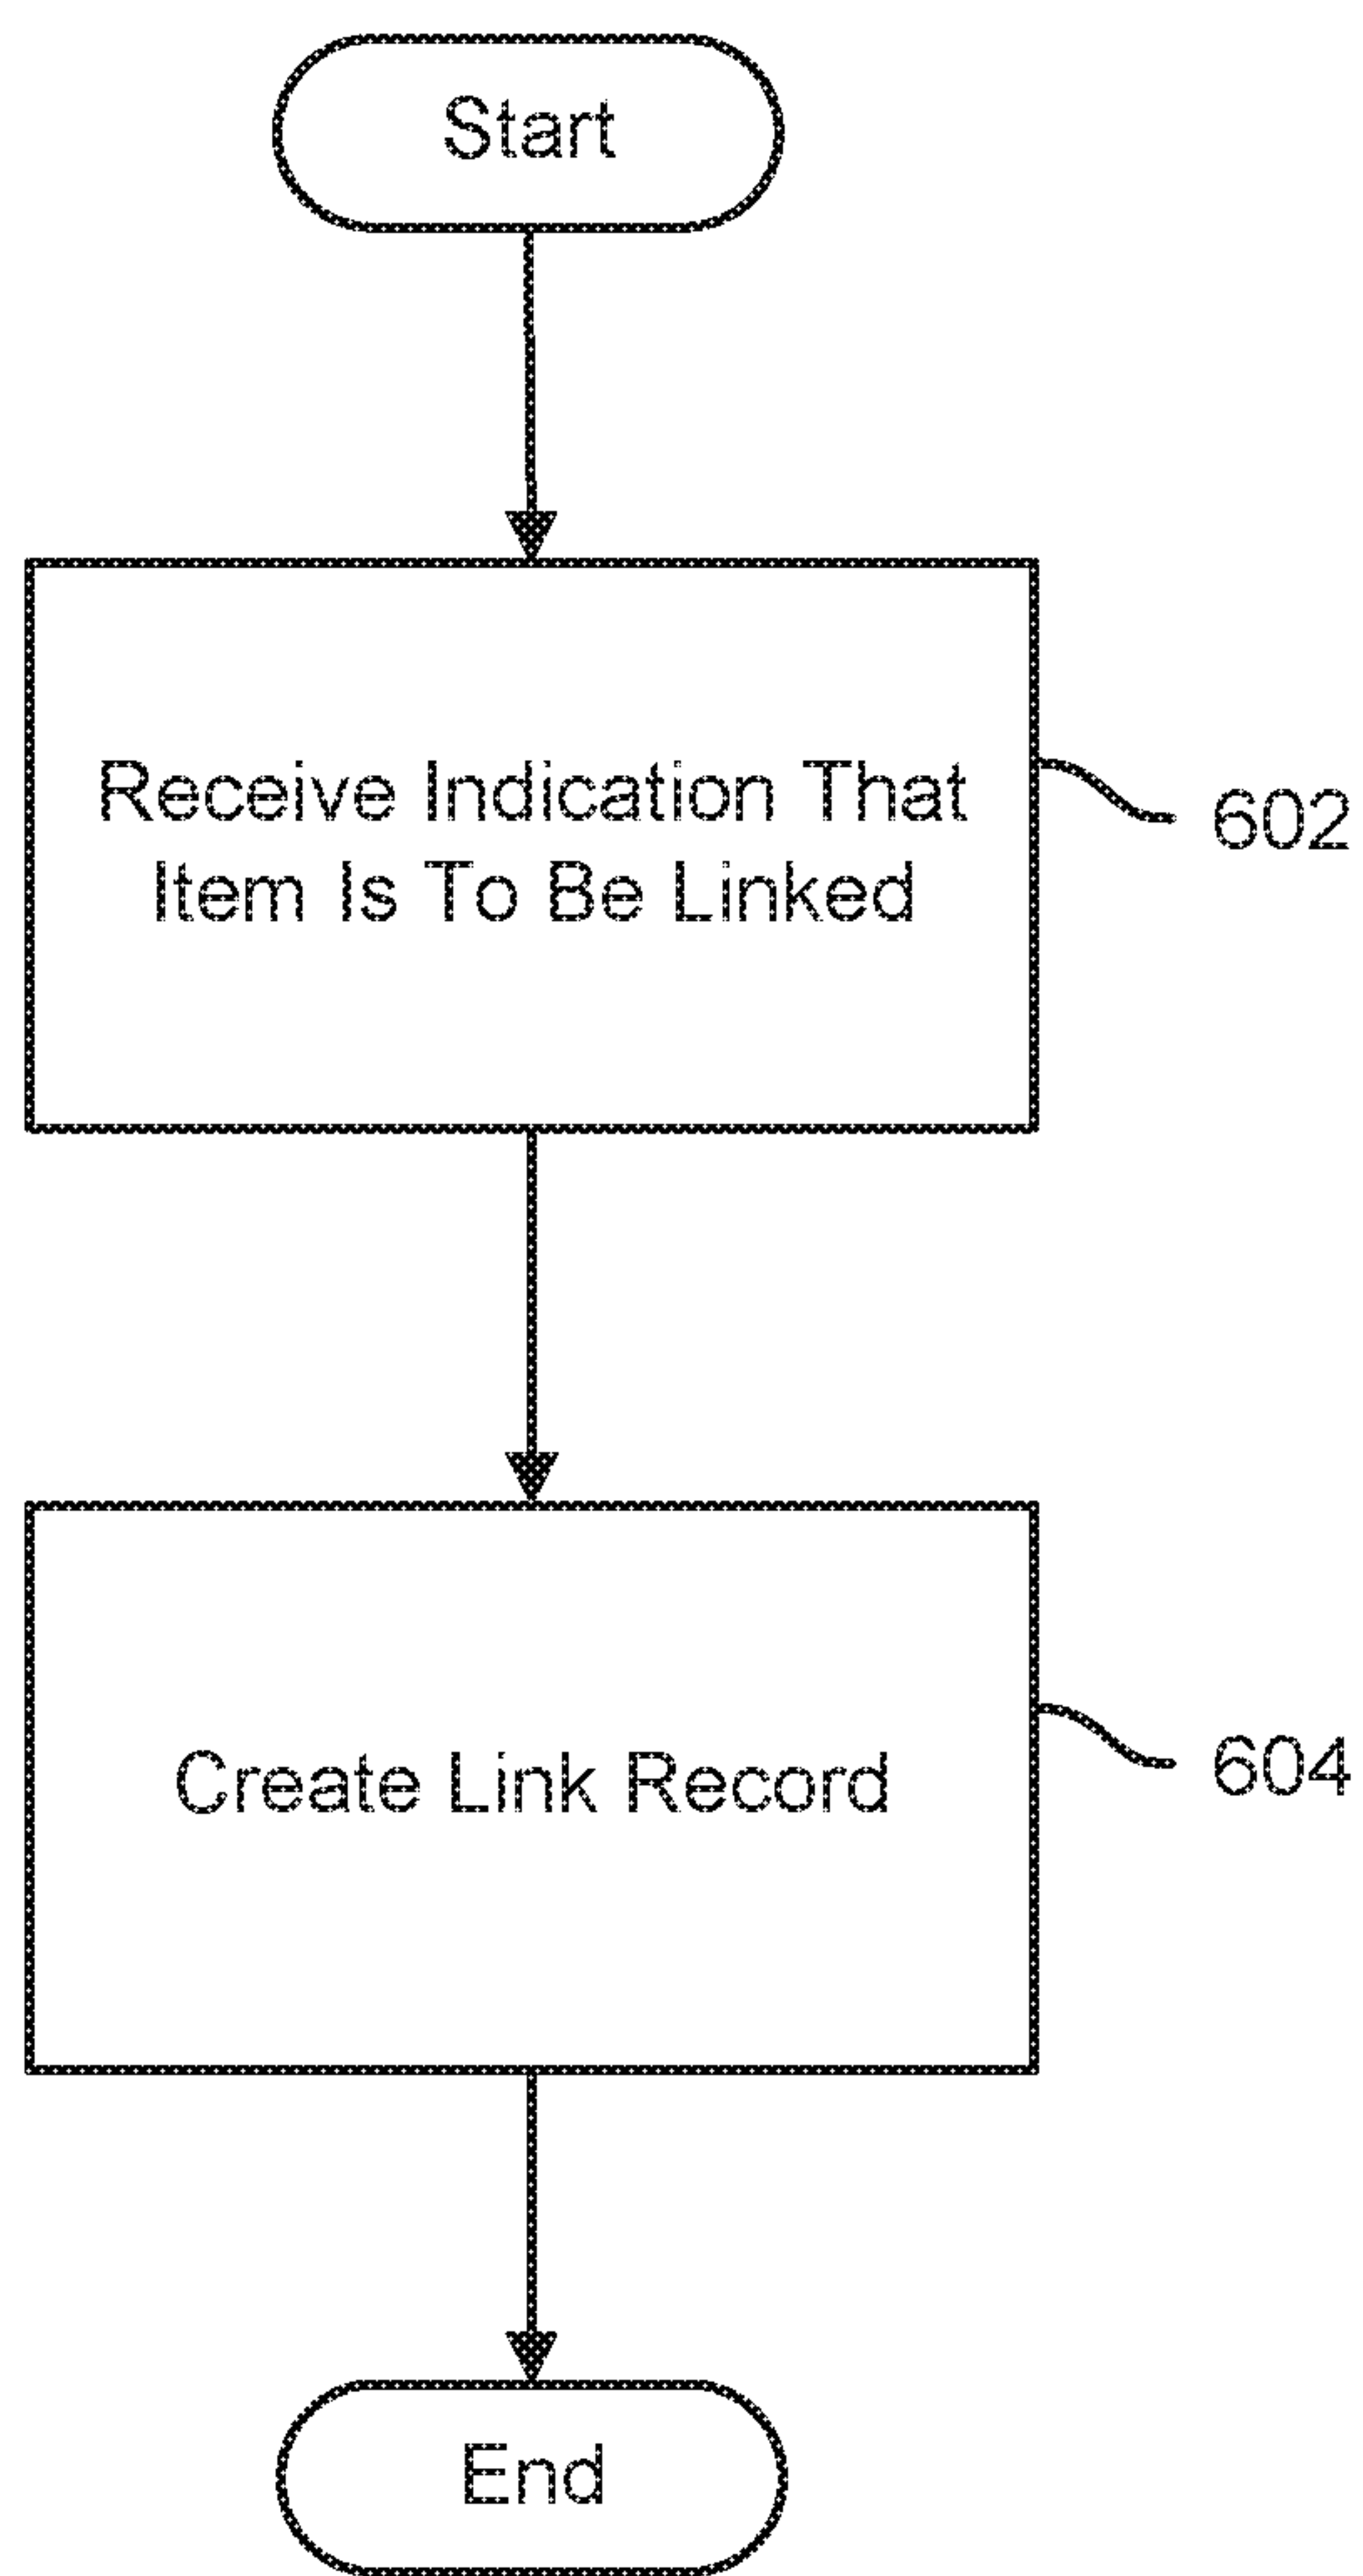 Start
Receive Indication That
Item Is To Be Linked
602
Create Link Record
604
End